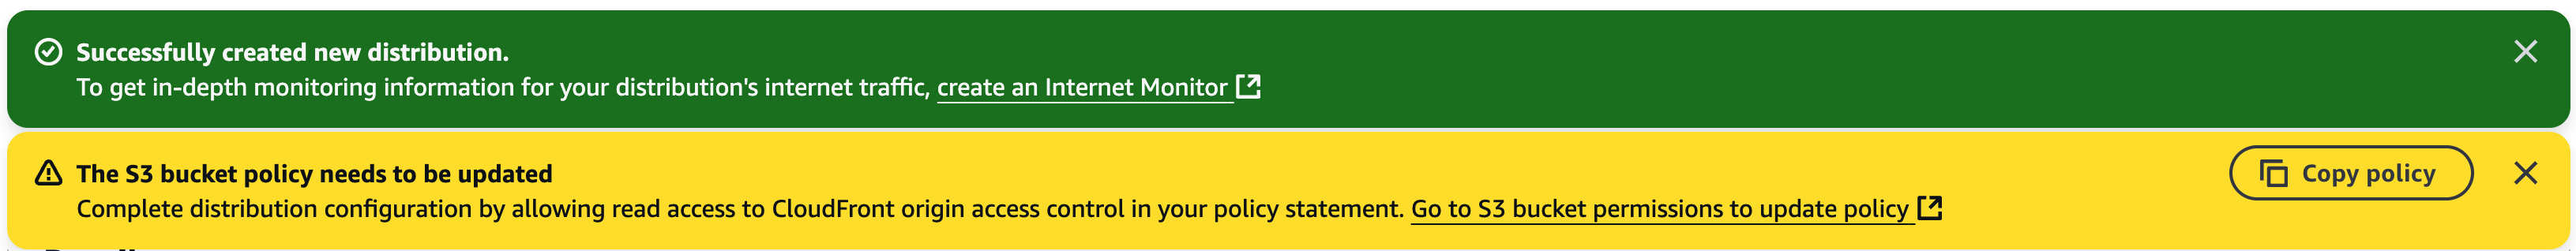 Successfully created new distribution.
To get in-depth monitoring information for your distribution's internet traffic, create an Internet Monitor
The S3 bucket policy needs to be updated
Copy policy
Complete distribution configuration by allowing read access to CloudFront origin access control in your policy statement. Go to S3 bucket permissions to update policy